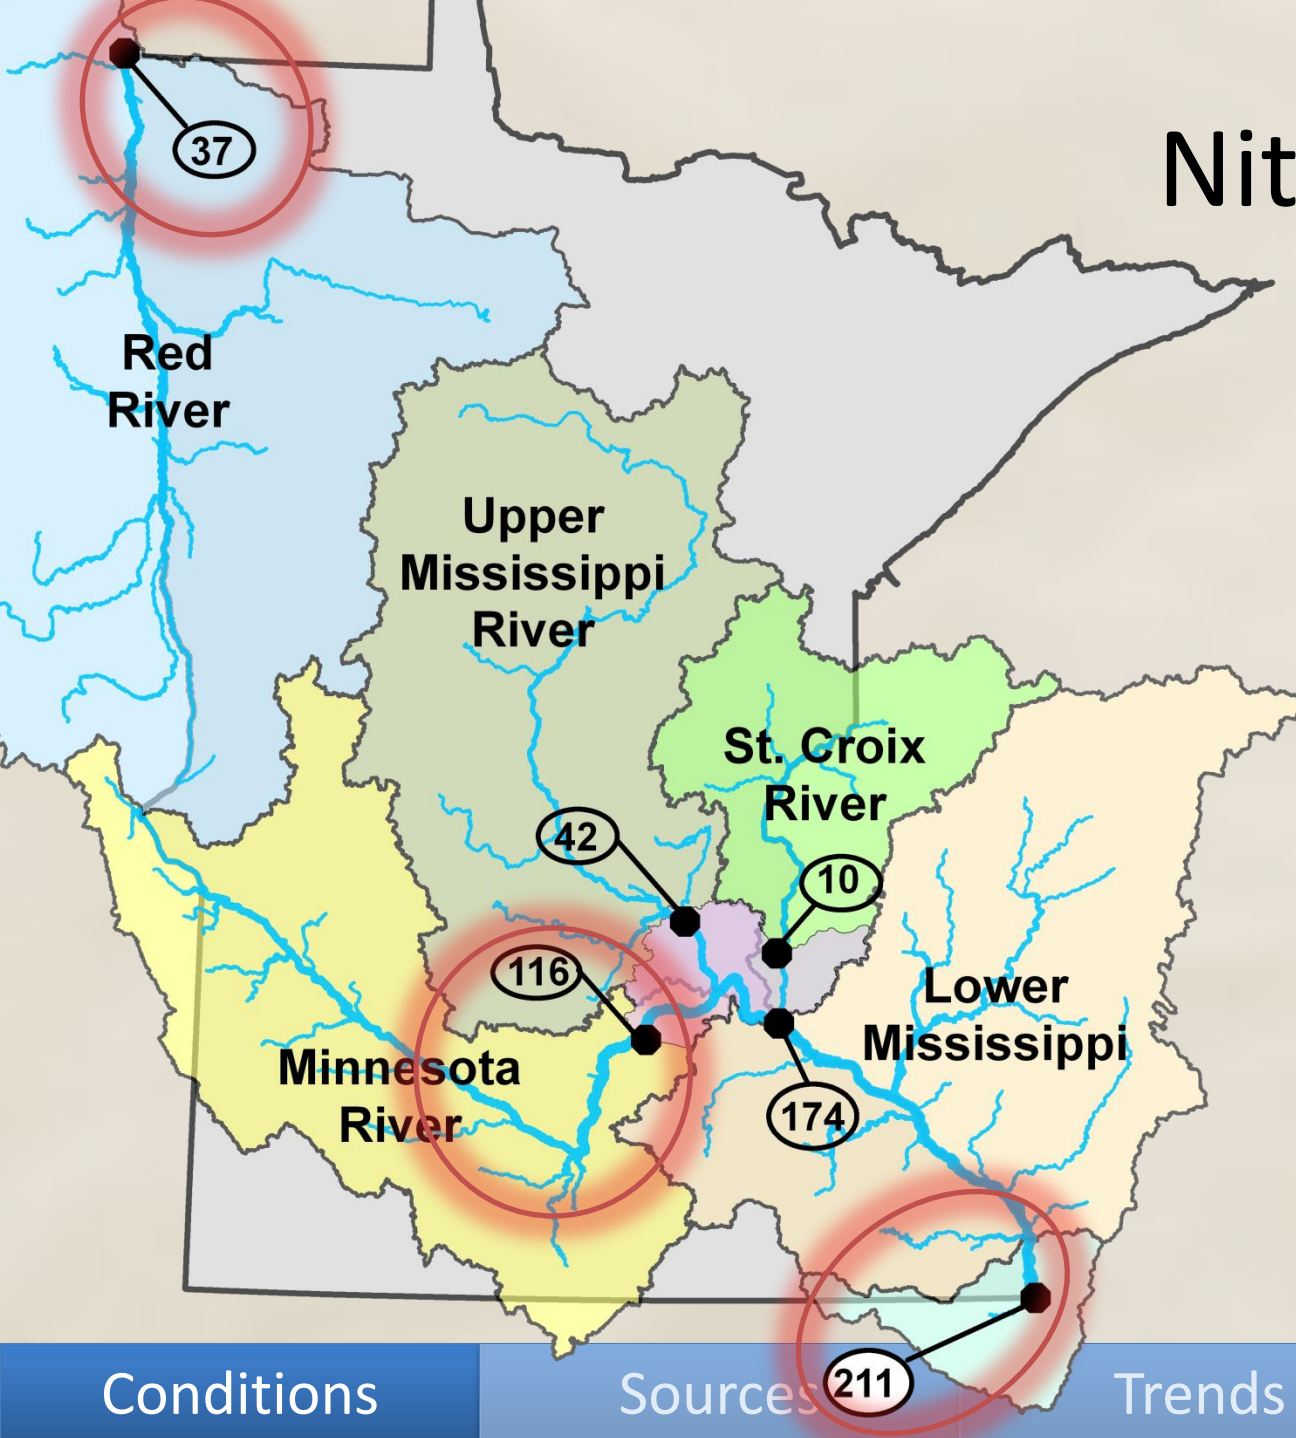 37
Nit
Red
River
Upper
Mississippi
River
St. Croix
River
42
10
116
Lower
Mississippi
Minnesota
River
174
211
Conditions
Sources
Trends